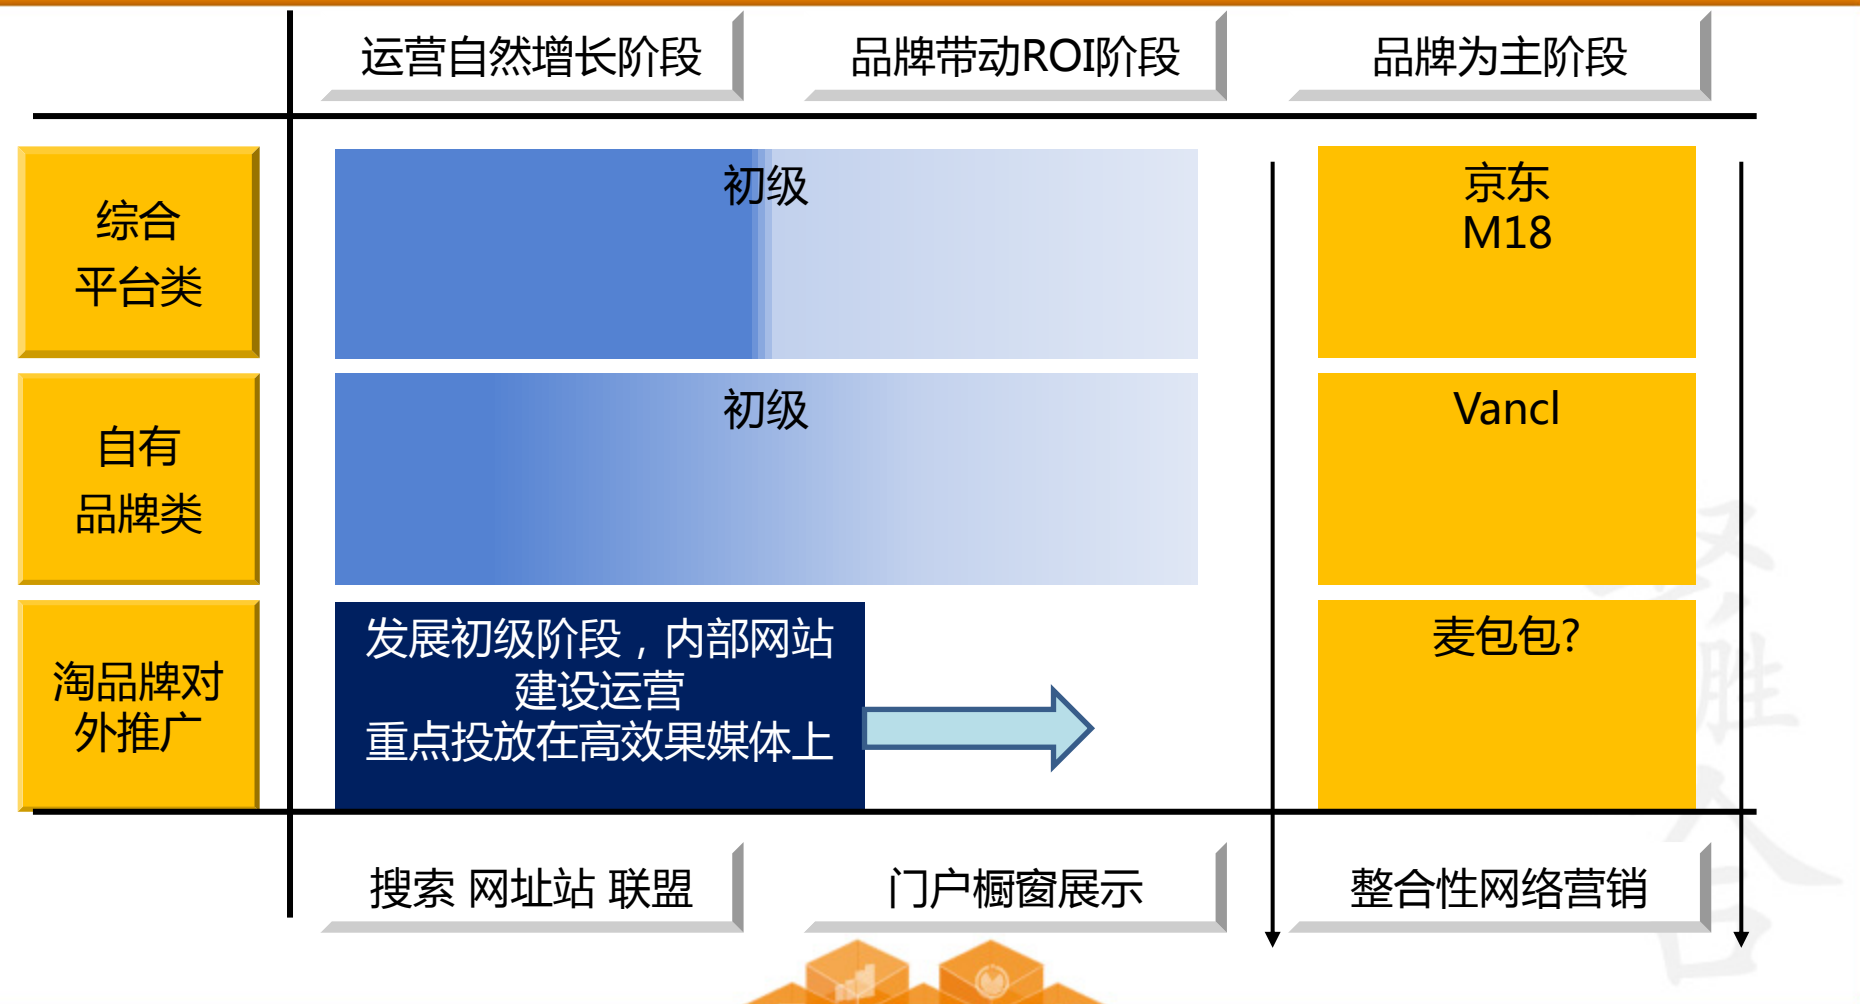 运营自然增长阶段
品牌带动ROI阶段
品牌为主阶段
综合
平台类
初级
京东
M18
自有
品牌类
初级
Vancl
淘品牌对
外推广
发展初级阶段，内部网站
建设运营
重点投放在高效果媒体上
麦包包?
搜索 网址站 联盟
门户橱窗展示
整合性网络营销